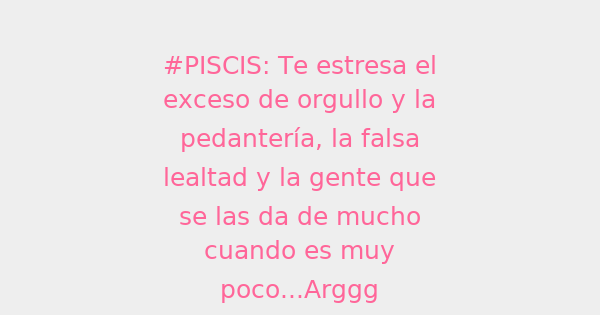 #PISCIS: Te estresa el
exceso de orgullo y la
pedantería, la falsa
lealtad y la gente que
se las da de mucho
cuando es muy
poco...Arggg